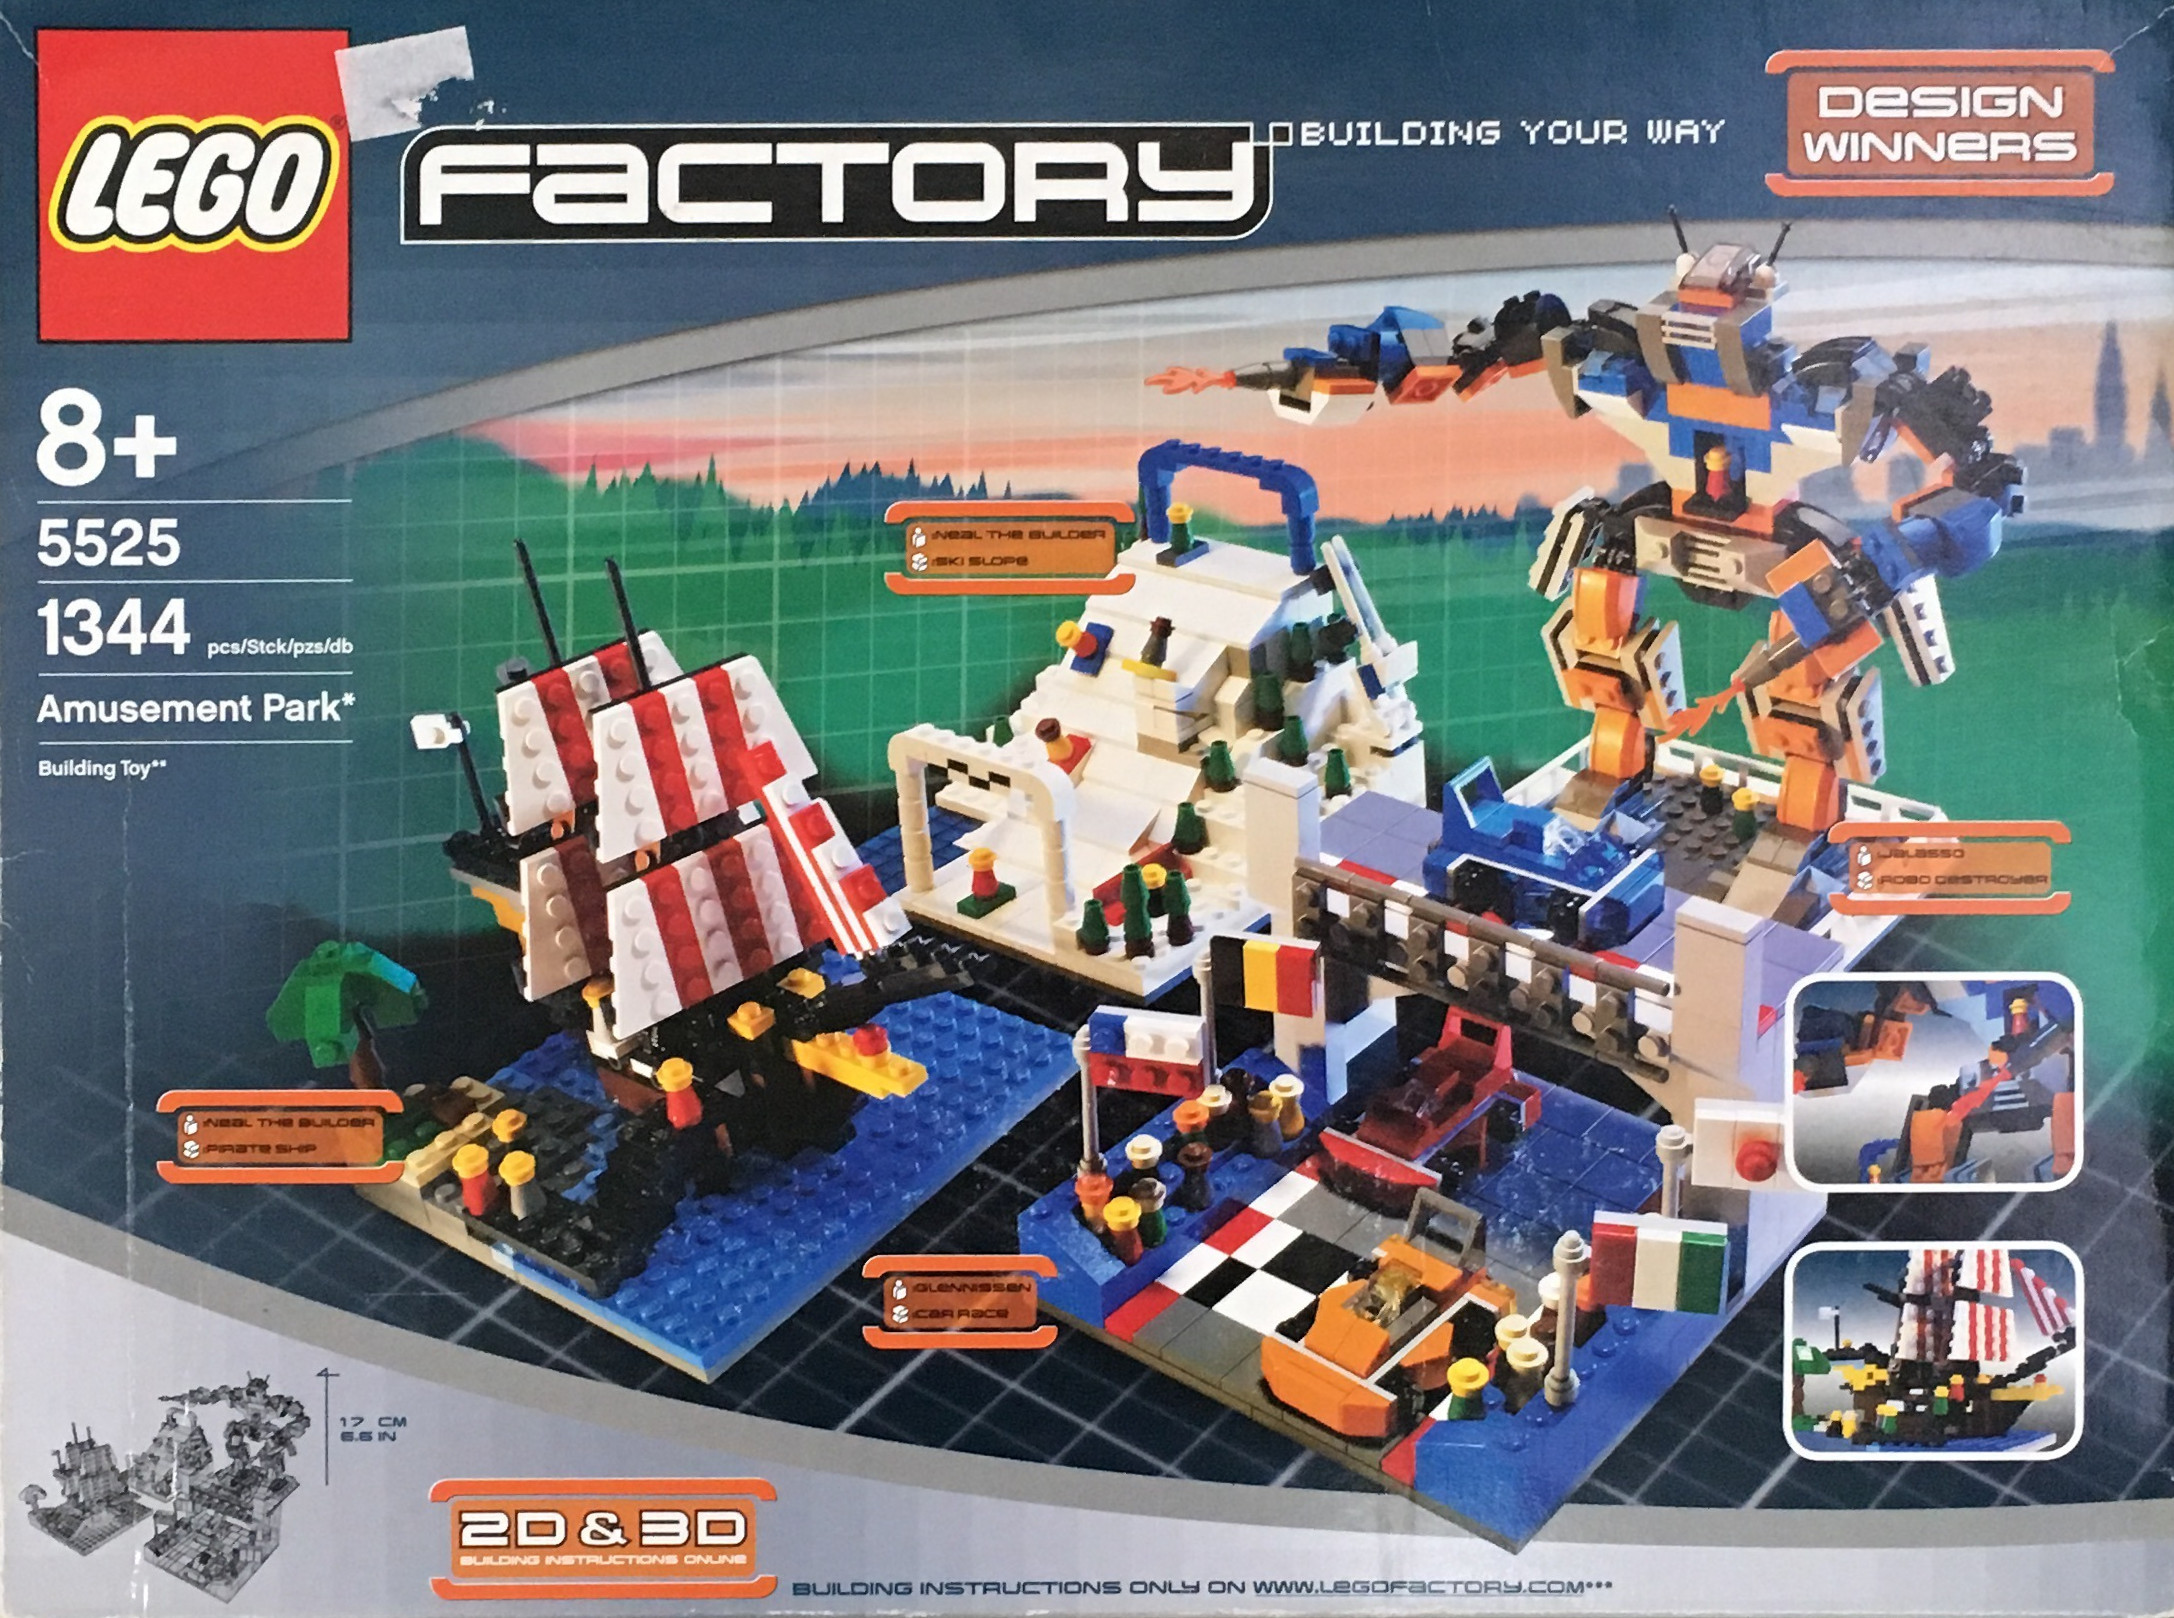 LEGO®
FACTORY
BUILDING YOUR WAY
DESIGN
WINNERS
8+
5525
1344 pcs/Stck/pzs/db
Amusement Park*
Building Toy**
:NEAL THE BUILDER
:SKI SLOPE
:JALASSO
:ROBO DESTROYER
:NEAL THE BUILDER
:PIRATE SHIP
:GLENNISSEN
:CAR RACE
17 CM
6.6 IN
2D & 3D
BUILDING INSTRUCTIONS ONLINE
BUILDING INSTRUCTIONS ONLY ON WWW.LEGOFACTORY.COM***